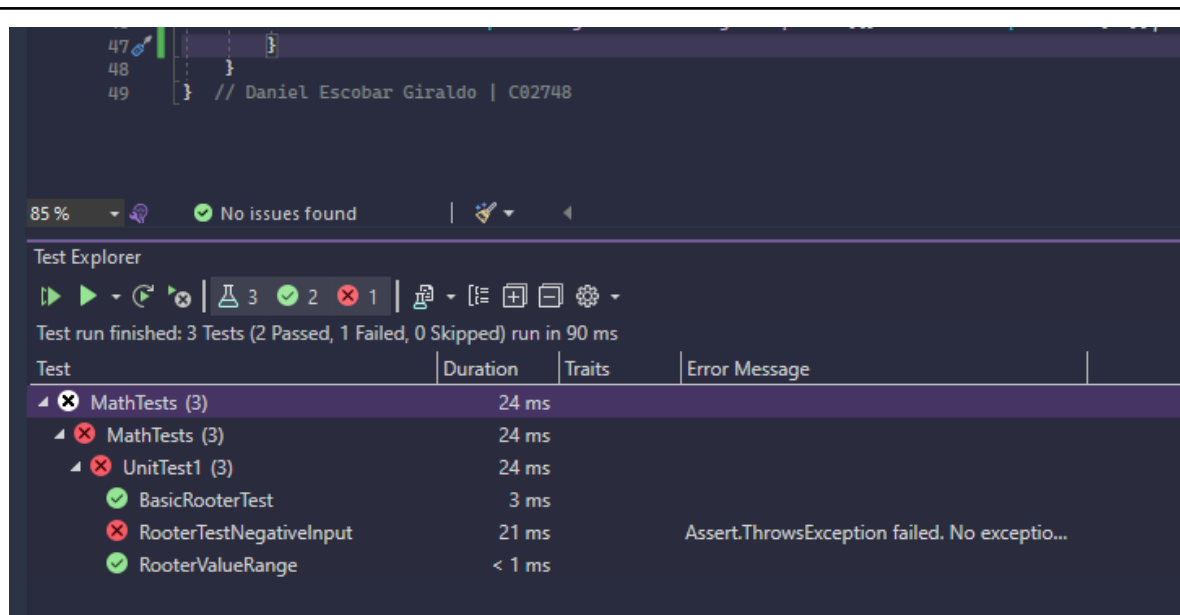 47 }
48 }
49 } // Daniel Escobar Giraldo | C02748
85 % No issues found
Test Explorer
3 2 1
Test run finished: 3 Tests (2 Passed, 1 Failed, 0 Skipped) run in 90 ms
Test Duration Traits Error Message
MathTests (3) 24 ms
MathTests (3) 24 ms
UnitTest1 (3) 24 ms
BasicRooterTest 3 ms
RooterTestNegativeInput 21 ms Assert.ThrowsException failed. No exceptio...
RooterValueRange < 1 ms